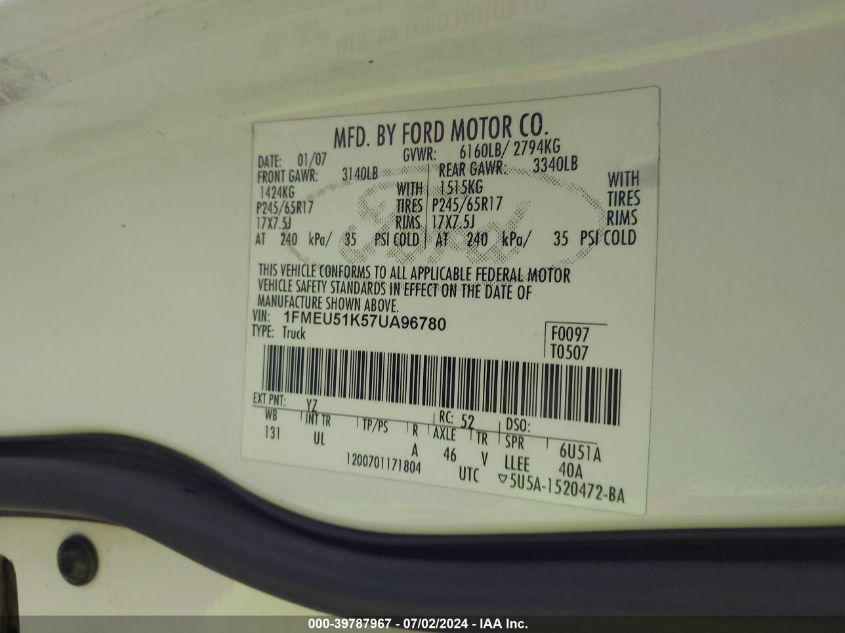 MFD. BY FORD MOTOR CO.
DATE: 01/07 GVWR: 6160LB/ 2794KG
FRONT GAWR: 3140LB REAR GAWR: 3340LB
1424KG WITH 1515KG WITH
P245/65R17 TIRES P245/65R17 TIRES
17X7.5J RIMS 17X7.5J RIMS
AT 240 kPa/ 35 PSI COLD AT 240 kPa/ 35 PSI COLD
Ford
THIS VEHICLE CONFORMS TO ALL APPLICABLE FEDERAL MOTOR
VEHICLE SAFETY STANDARDS IN EFFECT ON THE DATE OF
MANUFACTURE SHOWN ABOVE.
VIN: 1FMEU51K57UA96780
TYPE: Truck
F0097
T0507
EXT PNT: YZ RC: 52 DSO:
WB INT TR TP/PS R AXLE TR SPR 6U51A
131 UL A 46 V LLEE 40A
1200701171804 UTC ▽5U5A-1520472-BA
000-39787967 - 07/02/2024 - IAA Inc.